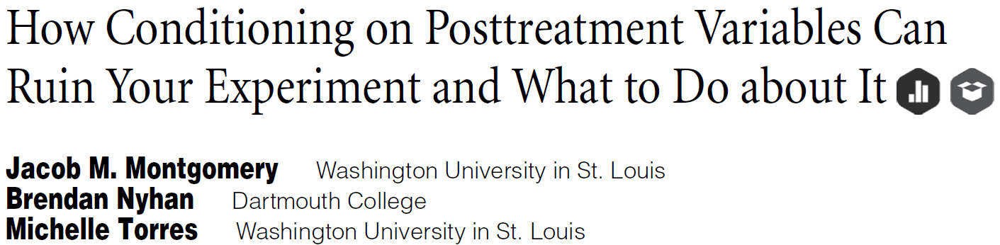 How Conditioning on Posttreatment Variables Can
Ruin Your Experiment and What to Do about It
Jacob M. Montgomery Washington University in St. Louis
Brendan Nyhan Dartmouth College
Michelle Torres Washington University in St. Louis